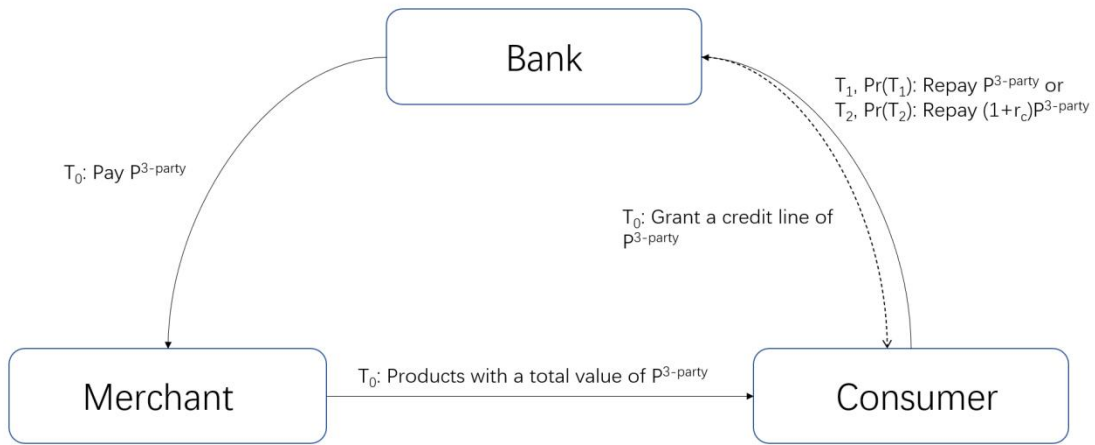 Bank
T₁, Pr(T₁): Repay P³⁻ᵖᵃʳᵗʸ or
T₂, Pr(T₂): Repay (1+r_c)P³⁻ᵖᵃʳᵗʸ
T₀: Pay P³⁻ᵖᵃʳᵗʸ
T₀: Grant a credit line of
P³⁻ᵖᵃʳᵗʸ
T₀: Products with a total value of P³⁻ᵖᵃʳᵗʸ
Merchant
Consumer